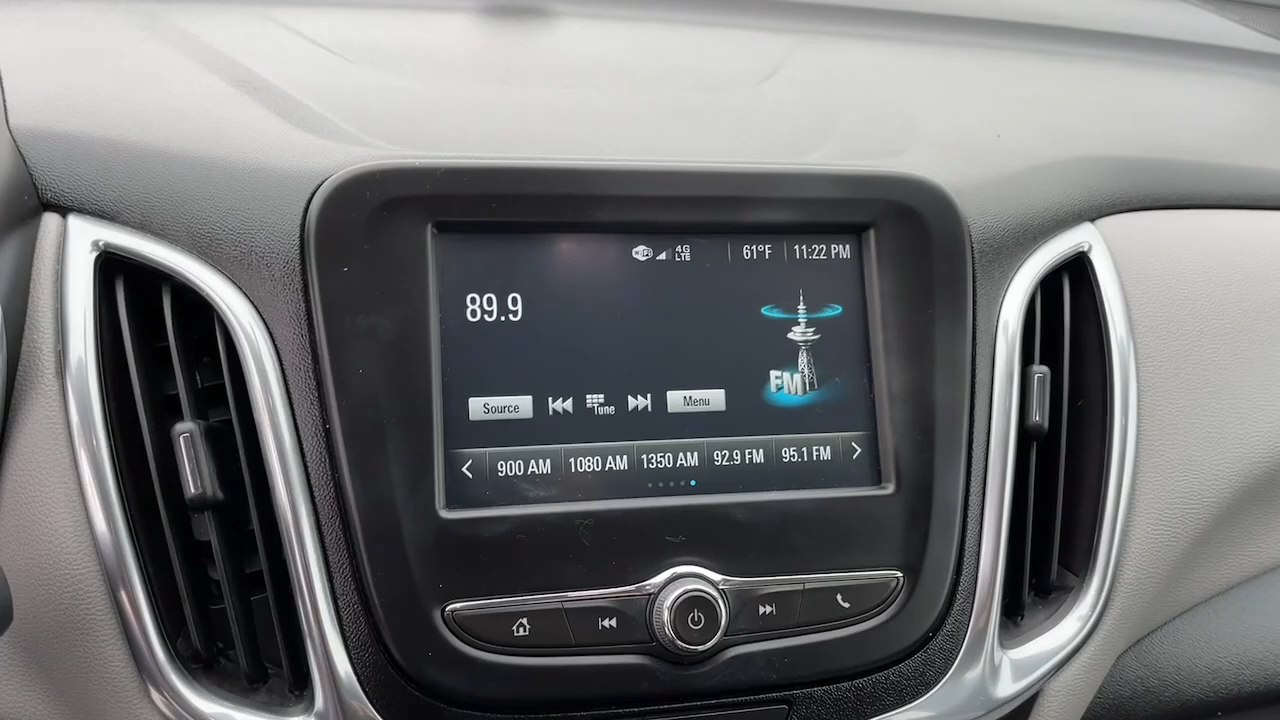 WiFi 4G LTE 61°F 11:22 PM
89.9
FM
Source Tune Menu
900 AM 1080 AM 1350 AM 92.9 FM 95.1 FM